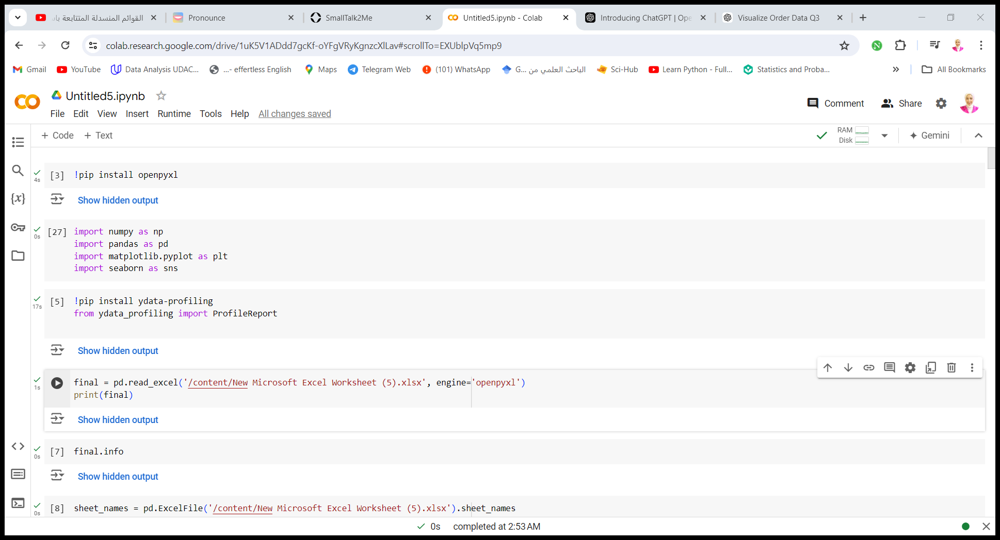 القوائم المنسدلة المتتابعة باس
Pronounce
SmallTalk2Me
Untitled5.ipynb - Colab
Introducing ChatGPT | Ope
Visualize Order Data Q3
colab.research.google.com/drive/1uK5V1ADdd7gcKf-oYFgVRyKgnzcXlLav#scrollTo=EXUblpVq5mp9
Gmail
YouTube
Data Analysis UDAC...
...- effertless English
Maps
Telegram Web
(101) WhatsApp
الباحث العلمي من G...
Sci-Hub
Learn Python - Full...
Statistics and Proba...
All Bookmarks
Untitled5.ipynb
File Edit View Insert Runtime Tools Help All changes saved
Comment
Share
+ Code + Text
RAM
Disk
Gemini
4s
[3] !pip install openpyxl
Show hidden output
0s
[27] import numpy as np
import pandas as pd
import matplotlib.pyplot as plt
import seaborn as sns
17s
[5] !pip install ydata-profiling
from ydata_profiling import ProfileReport
Show hidden output
1s
final = pd.read_excel('/content/New Microsoft Excel Worksheet (5).xlsx', engine='openpyxl')
print(final)
Show hidden output
0s
[7] final.info
Show hidden output
0s
[8] sheet_names = pd.ExcelFile('/content/New Microsoft Excel Worksheet (5).xlsx').sheet_names
0s completed at 2:53 AM